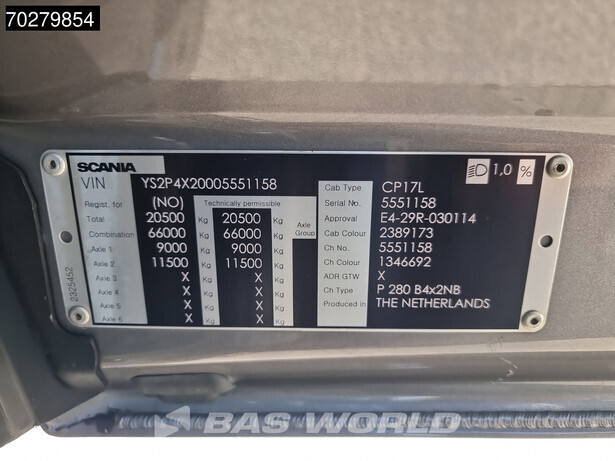 70279854
SCANIA
VIN YS2P4X20005551158
Regist. for (NO) Technically permissible
Total 20500 Kg 20500 Kg
Combination 66000 Kg 66000 Kg Axle Group
Axle 1 9000 Kg 9000 Kg
Axle 2 11500 Kg 11500 Kg
Axle 3 X Kg X Kg
Axle 4 X Kg X Kg
Axle 5 X Kg X Kg
Axle 6 X Kg X Kg
2325452
1,0 %
Cab Type CP17L
Serial No. 5551158
Approval E4-29R-030114
Cab Colour 2389173
Ch No. 5551158
Ch Colour 1346692
ADR GTW X
Ch Type P 280 B4x2NB
Produced in THE NETHERLANDS
BAS WORLD